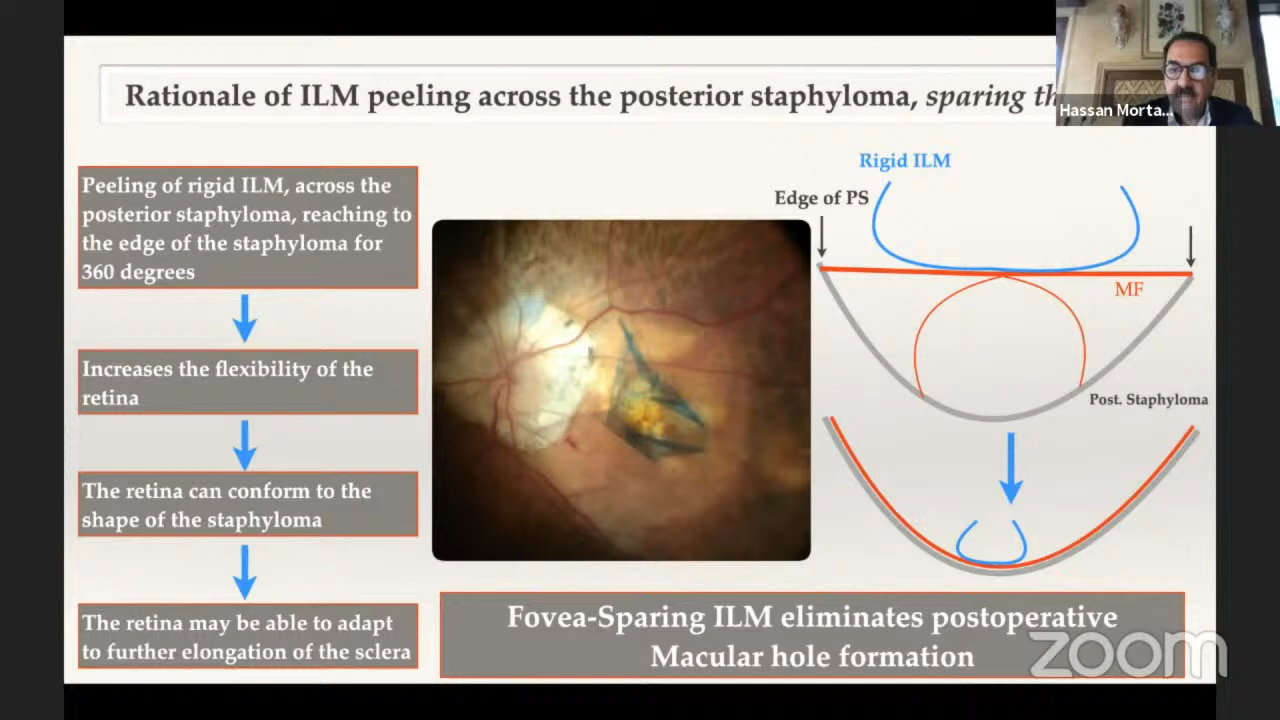 Rationale of ILM peeling across the posterior staphyloma, sparing
Hassan Morta...
Peeling of rigid ILM, across the
posterior staphyloma, reaching to
the edge of the staphyloma for
360 degrees
Increases the flexibility of the
retina
The retina can conform to the
shape of the staphyloma
The retina may be able to adapt
to further elongation of the sclera
Rigid ILM
Edge of PS
MF
Post. Staphyloma
Fovea-Sparing ILM eliminates postoperative
Macular hole formation
zoom